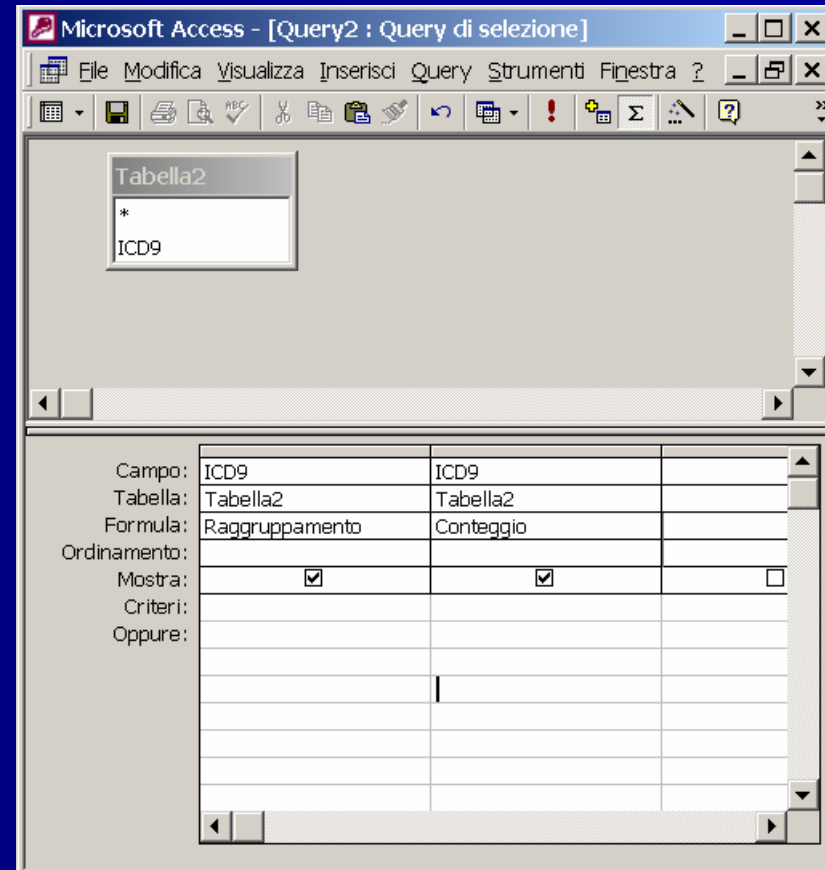 Microsoft Access - [Query2 : Query di selezione]
File Modifica Visualizza Inserisci Query Strumenti Finestra ?
ABC
Σ
Tabella2
*
ICD9
Campo: ICD9 ICD9
Tabella: Tabella2 Tabella2
Formula: Raggruppamento Conteggio
Ordinamento:
Mostra:
Criteri:
Oppure: